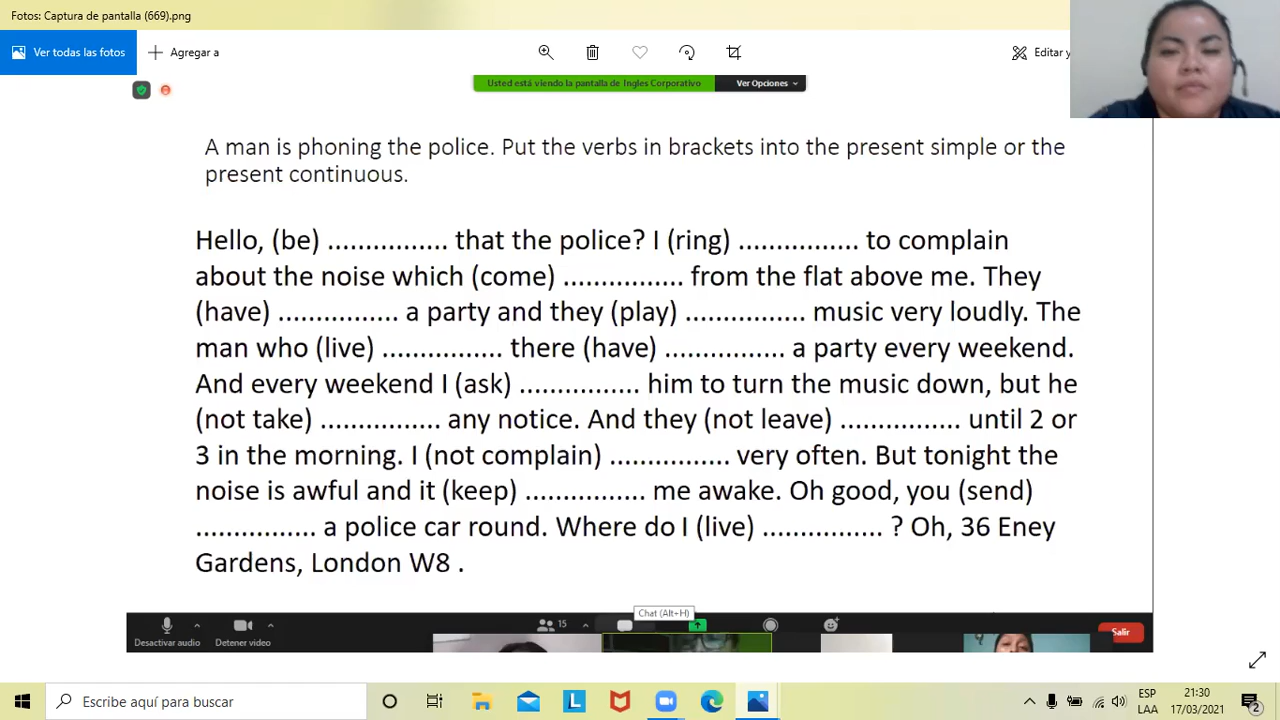 Fotos: Captura de pantalla (669).png
Ver todas las fotos
Agregar a
Editar y
Usted está viendo la pantalla de Ingles Corporativo
Ver Opciones
A man is phoning the police. Put the verbs in brackets into the present simple or the
present continuous.
Hello, (be) ................ that the police? I (ring) ................ to complain
about the noise which (come) ................ from the flat above me. They
(have) ................ a party and they (play) ................ music very loudly. The
man who (live) ................ there (have) ................ a party every weekend.
And every weekend I (ask) ................ him to turn the music down, but he
(not take) ................ any notice. And they (not leave) ................ until 2 or
3 in the morning. I (not complain) ................ very often. But tonight the
noise is awful and it (keep) ................ me awake. Oh good, you (send)
................ a police car round. Where do I (live) ................ ? Oh, 36 Eney
Gardens, London W8 .
Chat (Alt+H)
15
Desactivar audio
Detener video
Salir
Escribe aquí para buscar
ESP
LAA
21:30
17/03/2021
2